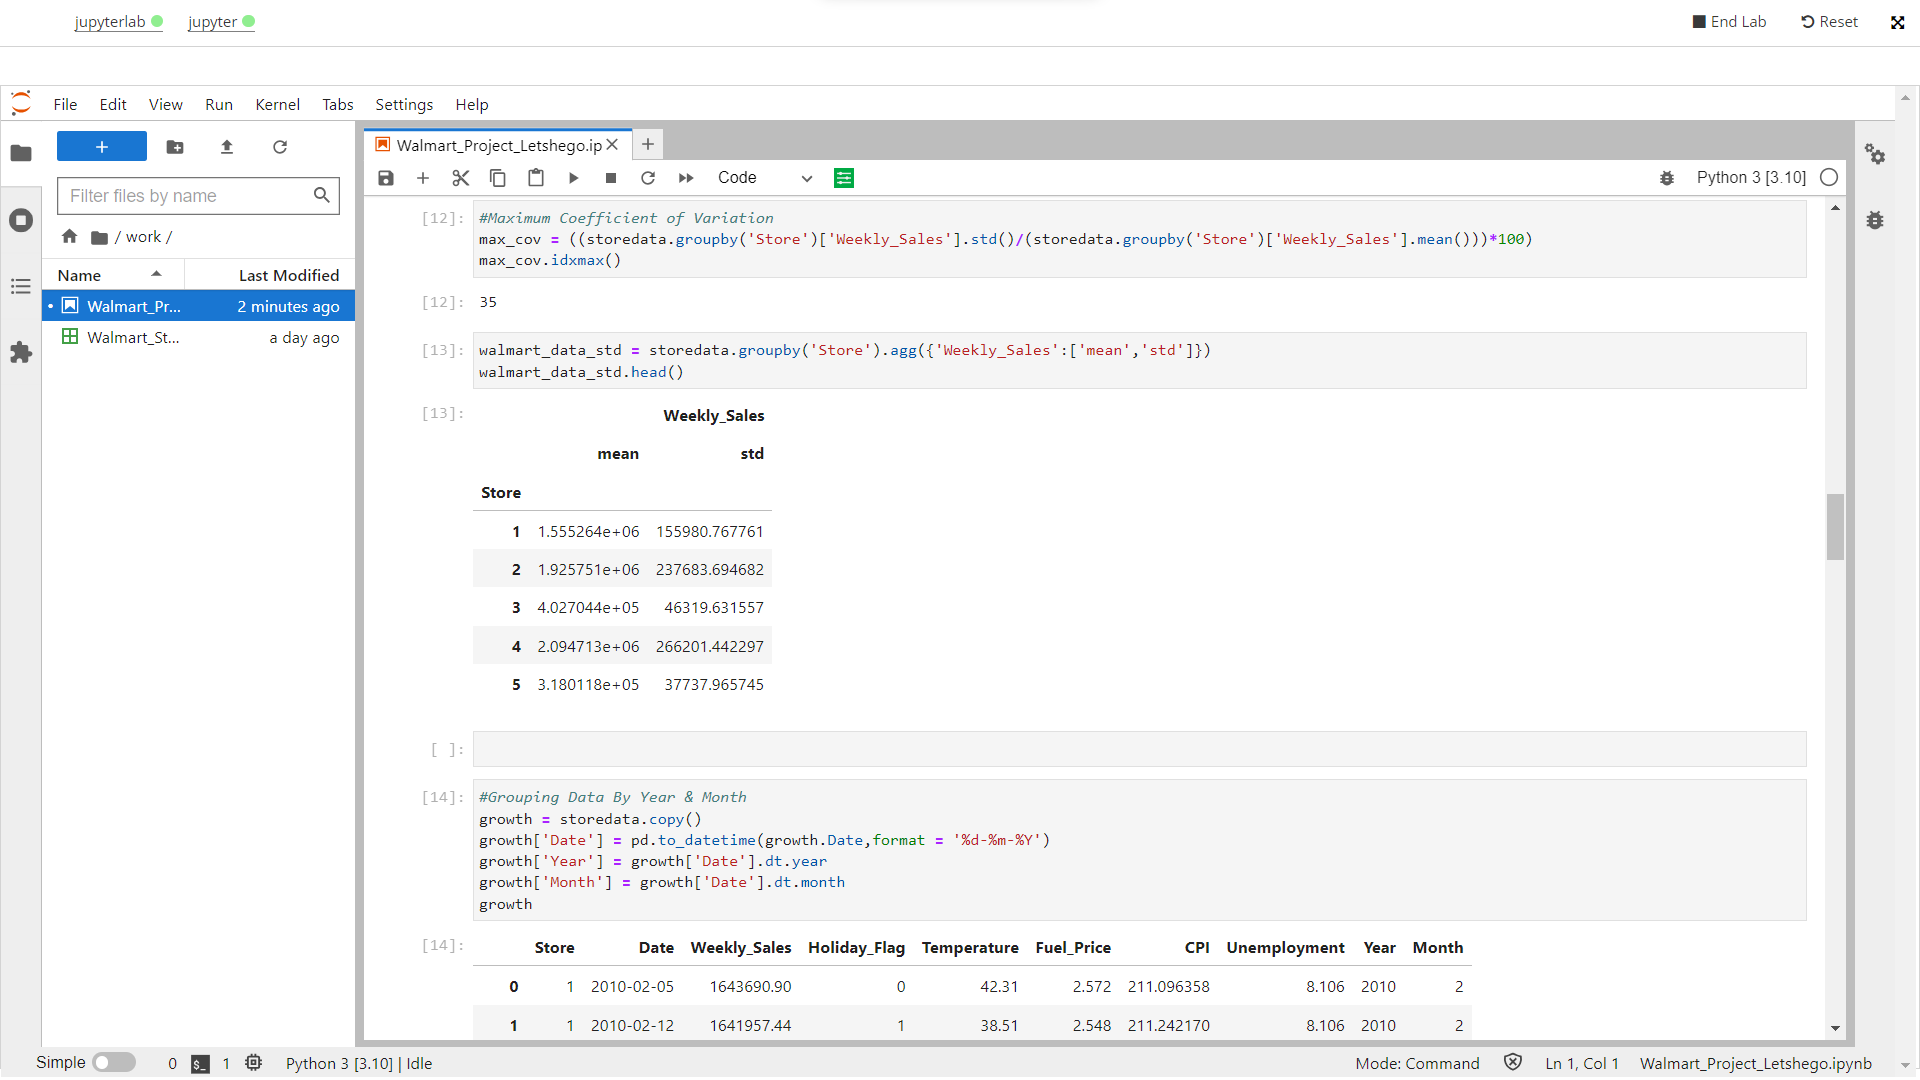 jupyterlab jupyter End Lab Reset
File Edit View Run Kernel Tabs Settings Help
+
Walmart_Project_Letshego.ip
Filter files by name
Code Python 3 [3.10]
/ work /
Name Last Modified
Walmart_Pr... 2 minutes ago
Walmart_St... a day ago
[12]: #Maximum Coefficient of Variation
max_cov = ((storedata.groupby('Store')['Weekly_Sales'].std()/(storedata.groupby('Store')['Weekly_Sales'].mean()))*100)
max_cov.idxmax()
[12]: 35
[13]: walmart_data_std = storedata.groupby('Store').agg({'Weekly_Sales':['mean','std']})
walmart_data_std.head()
[13]: Weekly_Sales
mean std
Store
1 1.555264e+06 155980.767761
2 1.925751e+06 237683.694682
3 4.027044e+05 46319.631557
4 2.094713e+06 266201.442297
5 3.180118e+05 37737.965745
[ ]:
[14]: #Grouping Data By Year & Month
growth = storedata.copy()
growth['Date'] = pd.to_datetime(growth.Date,format = '%d-%m-%Y')
growth['Year'] = growth['Date'].dt.year
growth['Month'] = growth['Date'].dt.month
growth
[14]: Store Date Weekly_Sales Holiday_Flag Temperature Fuel_Price CPI Unemployment Year Month
0 1 2010-02-05 1643690.90 0 42.31 2.572 211.096358 8.106 2010 2
1 1 2010-02-12 1641957.44 1 38.51 2.548 211.242170 8.106 2010 2
Simple 0 $_ 1 Python 3 [3.10] | Idle Mode: Command Ln 1, Col 1 Walmart_Project_Letshego.ipynb